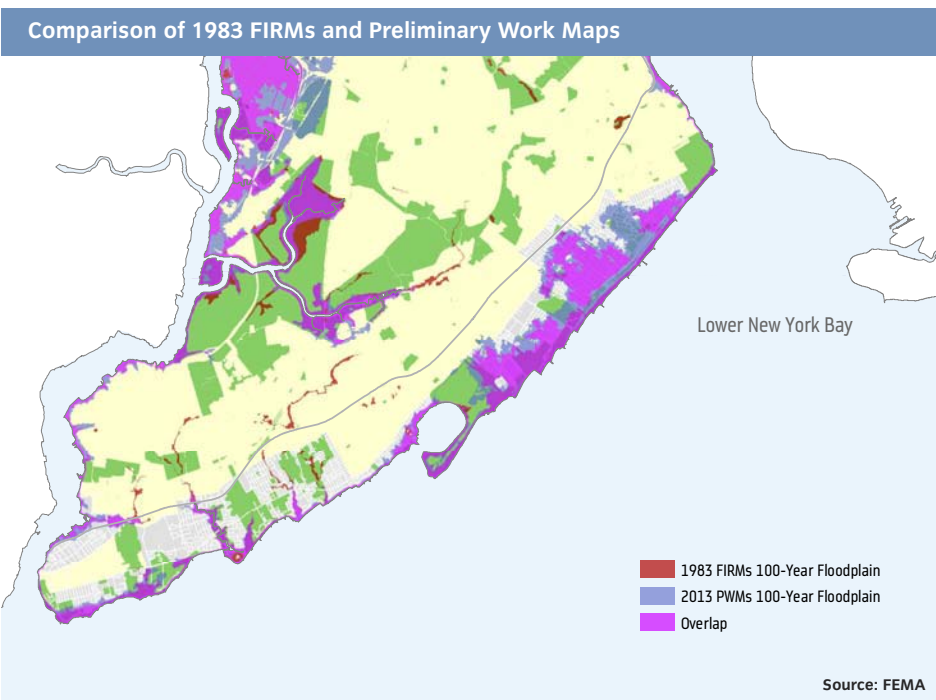 Comparison of 1983 FIRMs and Preliminary Work Maps
Lower New York Bay
1983 FIRMs 100-Year Floodplain
2013 PWMs 100-Year Floodplain
Overlap
Source: FEMA